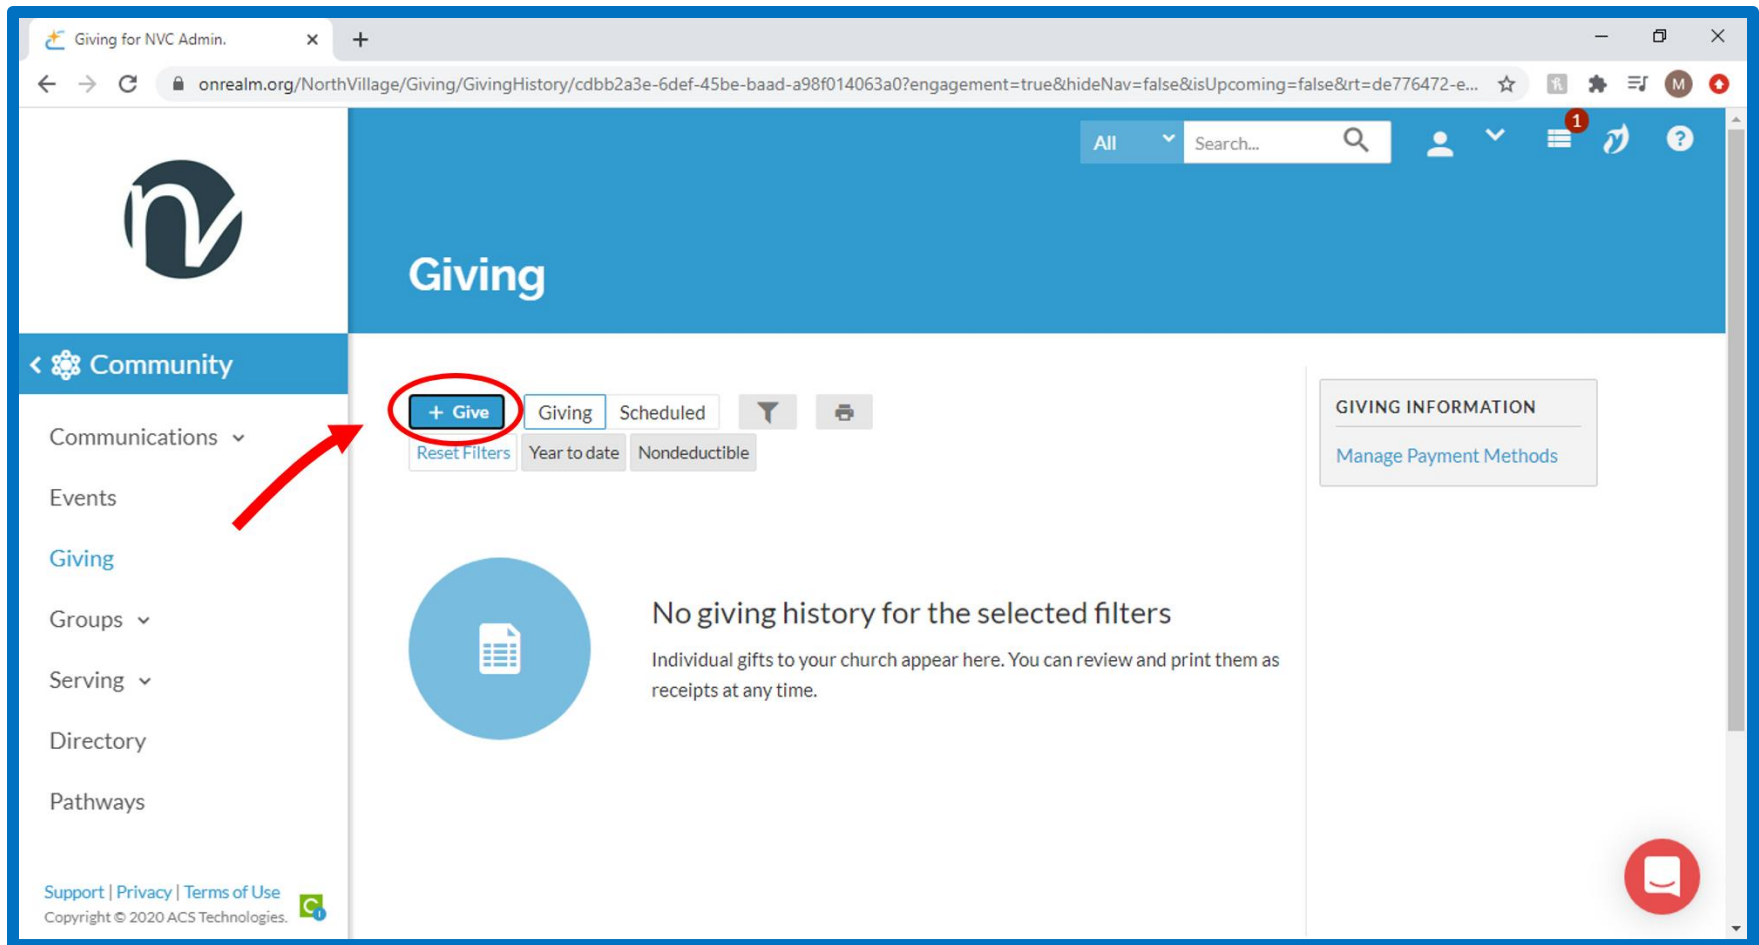 Giving for NVC Admin.
onrealm.org/NorthVillage/Giving/GivingHistory/cdbb2a3e-6def-45be-baad-a98f014063a0?engagement=true&hideNav=false&isUpcoming=false&rt=de776472-e...
M
All
Search...
1
?
nv
Giving
Community
Communications
Events
Giving
Groups
Serving
Directory
Pathways
+ Give
Giving
Scheduled
Reset Filters
Year to date
Nondeductible
GIVING INFORMATION
Manage Payment Methods
No giving history for the selected filters
Individual gifts to your church appear here. You can review and print them as
receipts at any time.
Support | Privacy | Terms of Use
Copyright © 2020 ACS Technologies.